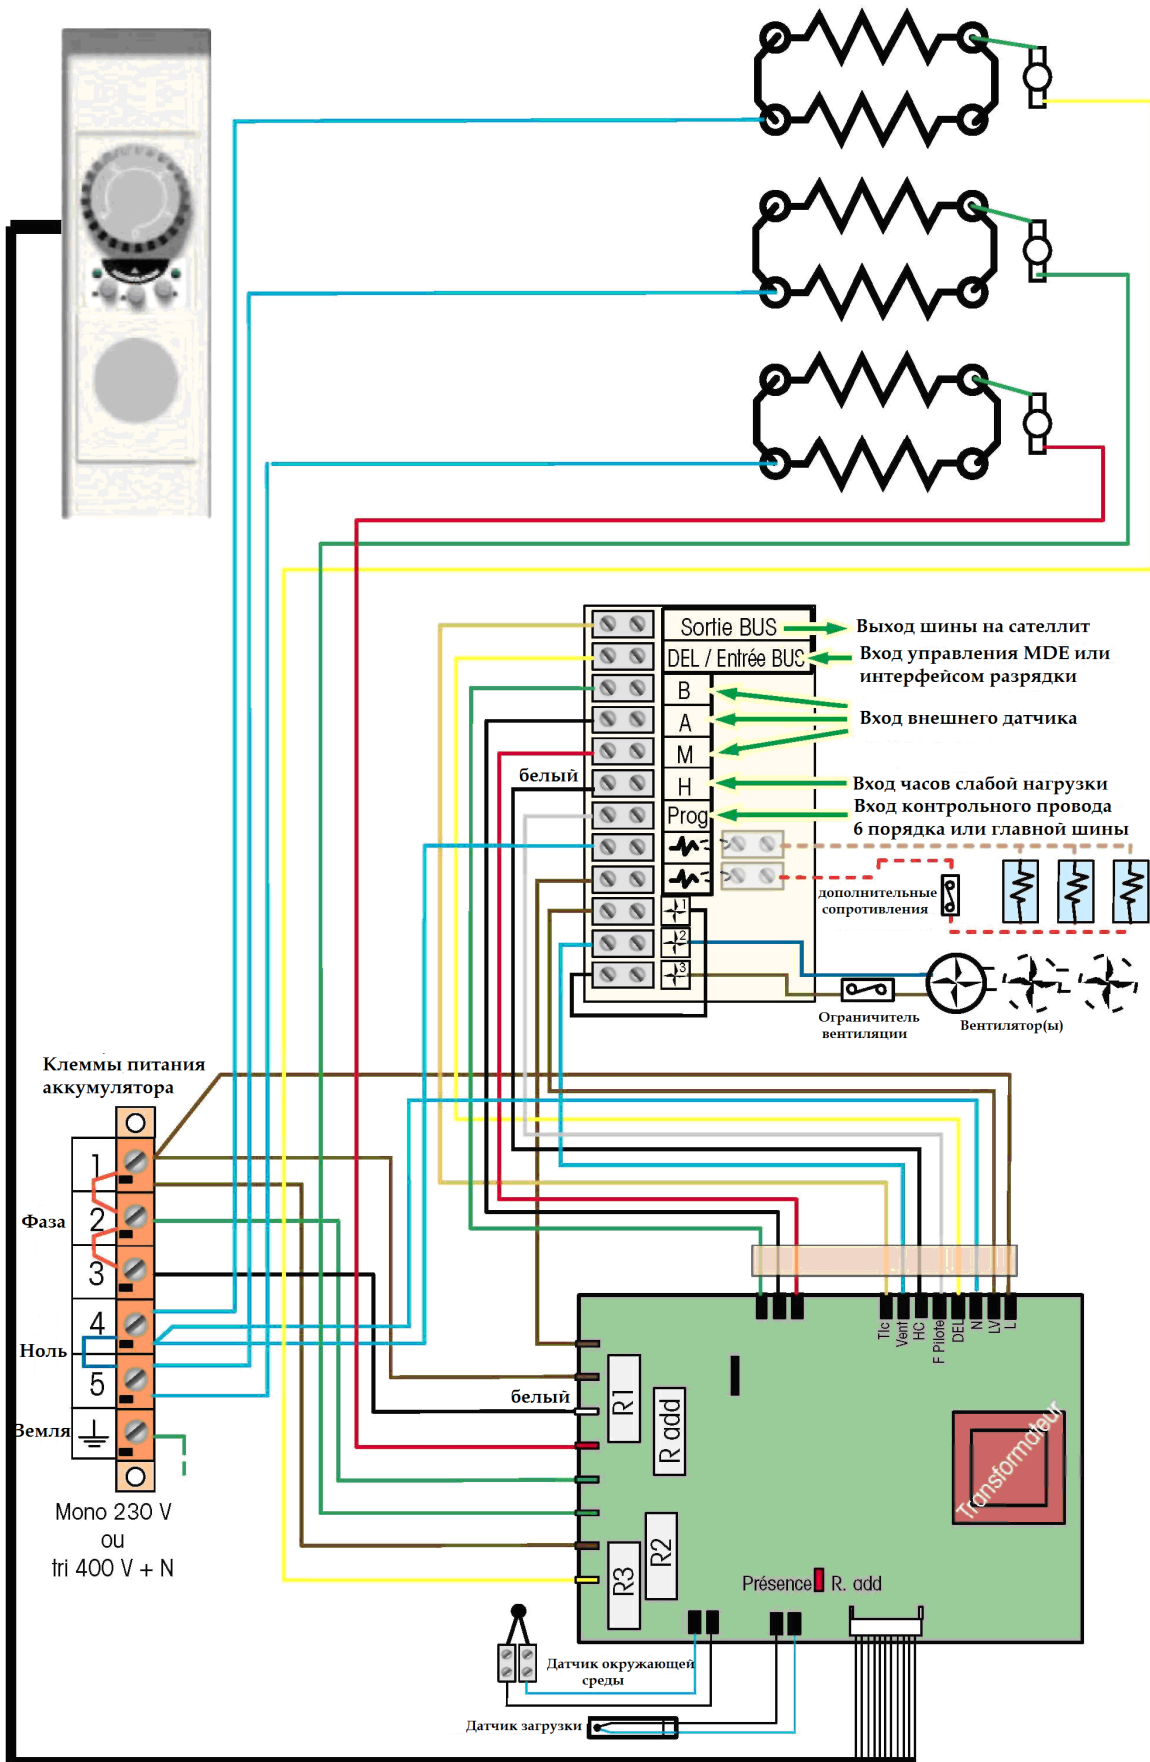 Sortie BUS
Выход шины на сателлит
DEL / Entrée BUS
Вход управления MDE или
интерфейсом разрядки
B
A
Вход внешнего датчика
M
белый
H
Вход часов слабой нагрузки
Prog
Вход контрольного провода
6 порядка или главной шины
дополнительные
сопротивления
1
2
3
Ограничитель
вентиляции
Вентилятор(ы)
Клеммы питания
аккумулятора
1
Фаза
2
3
4
Ноль
5
Земля
Mono 230 V
ou
tri 400 V + N
Tlc
Vent
HC
F Pilote
DEL
N
LV
L
белый
R1
R add
Transformateur
R2
R3
Présence
R. add
Датчик окружающей
среды
Датчик загрузки